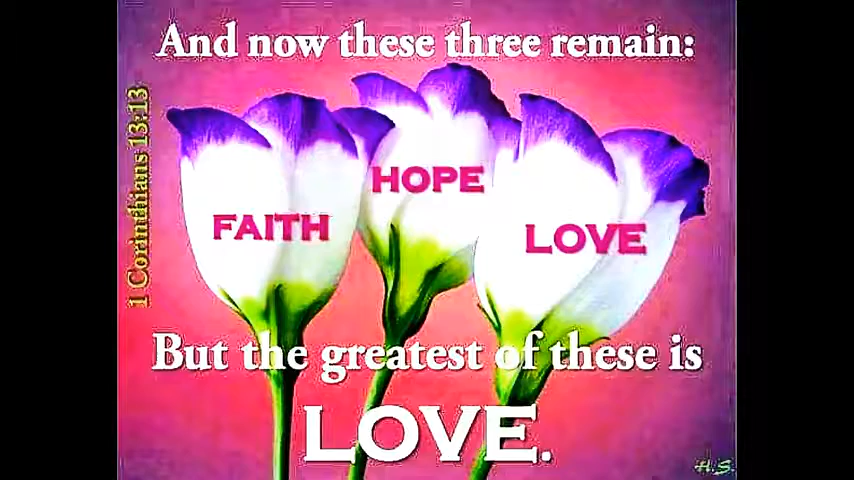 And now these three remain:
1 Corinthians 13:13
FAITH
HOPE
LOVE
But the greatest of these is
LOVE.
H.S.